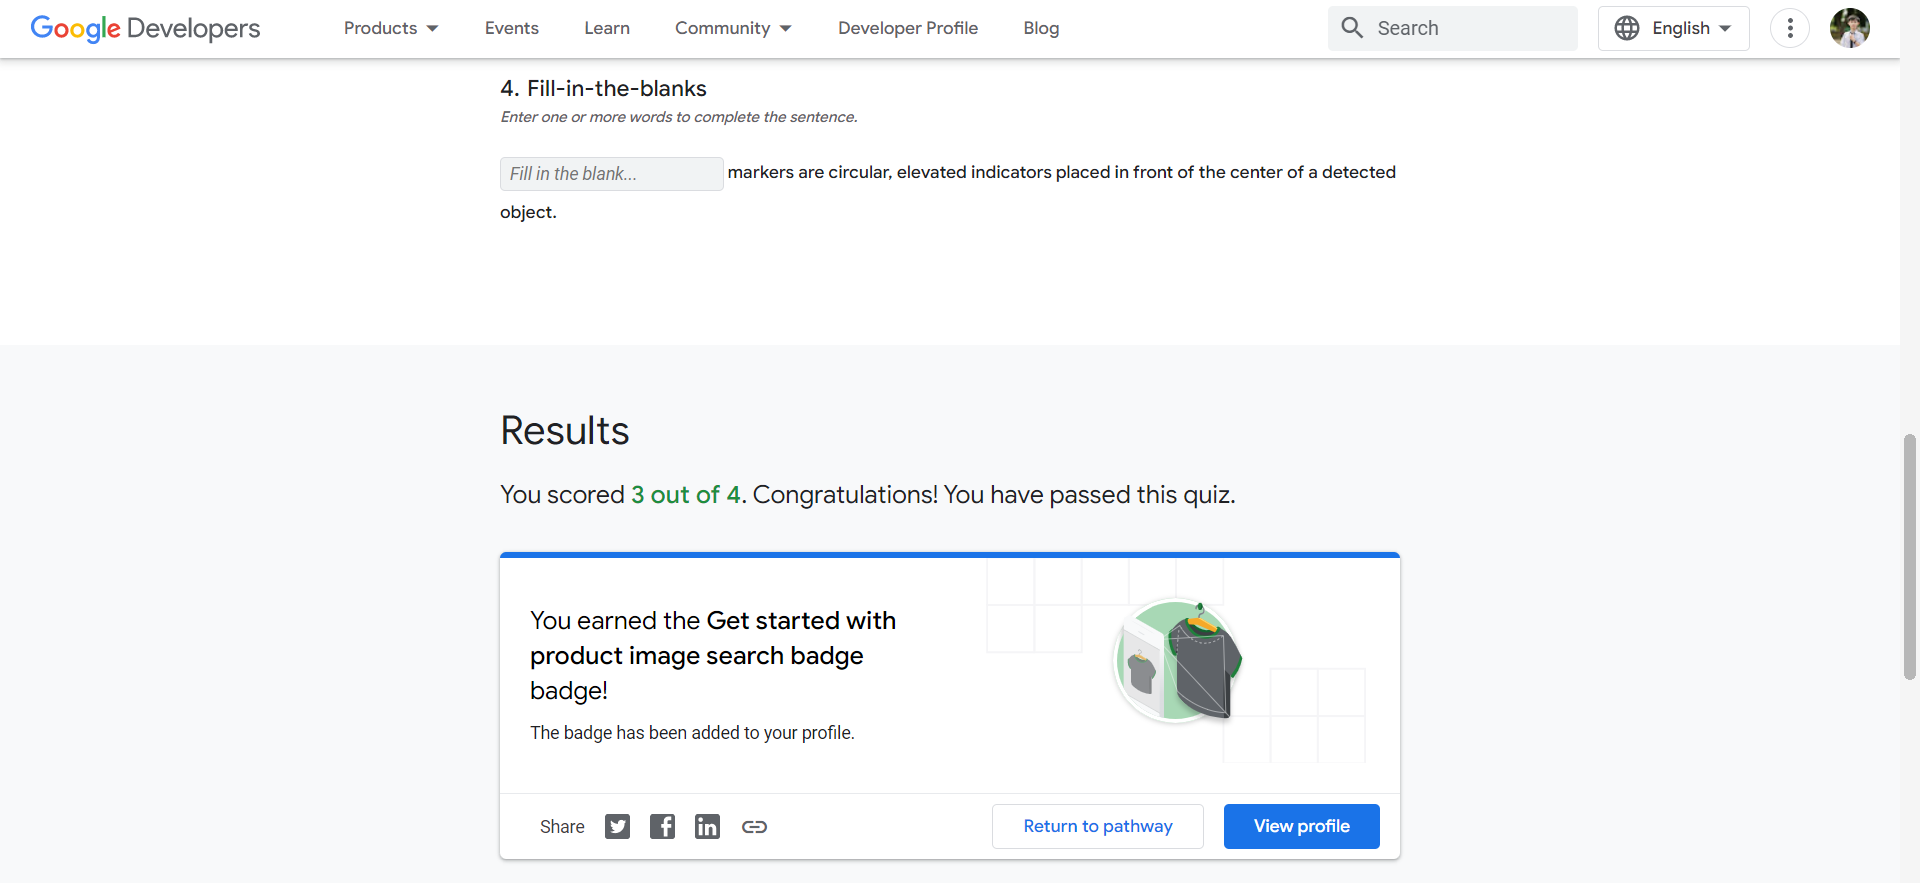 Google Developers Products Events Learn Community Developer Profile Blog Search English
4. Fill-in-the-blanks
Enter one or more words to complete the sentence.
Fill in the blank... markers are circular, elevated indicators placed in front of the center of a detected
object.
Results
You scored 3 out of 4. Congratulations! You have passed this quiz.
You earned the Get started with
product image search badge
badge!
The badge has been added to your profile.
Share Return to pathway View profile